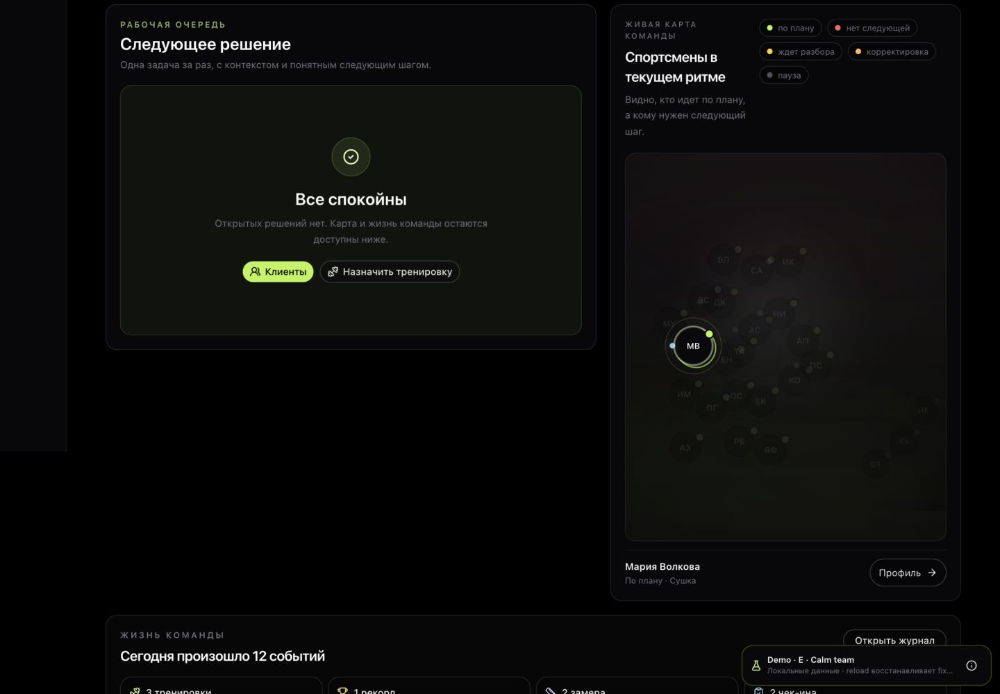 РАБОЧАЯ ОЧЕРЕДЬ
Следующее решение
Одна задача за раз, с контекстом и понятным следующим шагом.
Все спокойны
Открытых решений нет. Карта и жизнь команды остаются
доступны ниже.
Клиенты
Назначить тренировку
ЖИВАЯ КАРТА
КОМАНДЫ
Спортсмены в
текущем ритме
Видно, кто идет по плану,
а кому нужен следующий
шаг.
по плану
нет следующей
ждет разбора
корректировка
пауза
ВЛ
СА
ИК
ДК
НИ
МУ
АС
АП
МВ
ТА
ЕН
ПС
КО
ИМ
ОС
ЕК
ПГ
НЕ
РБ
КБ
АЗ
ЯФ
ВЛ
Мария Волкова
По плану · Сушка
Профиль
ЖИЗНЬ КОМАНДЫ
Сегодня произошло 12 событий
Открыть журнал
Demo · E · Calm team
Локальные данные · reload восстанавливает fix...
3 тренировки
1 рекорд
2 замера
2 чек-ина